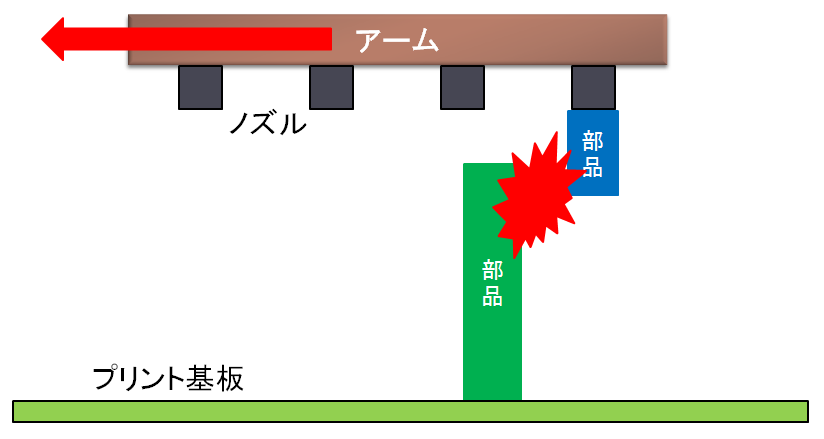 アーム
ノズル
部品
部品
プリント基板